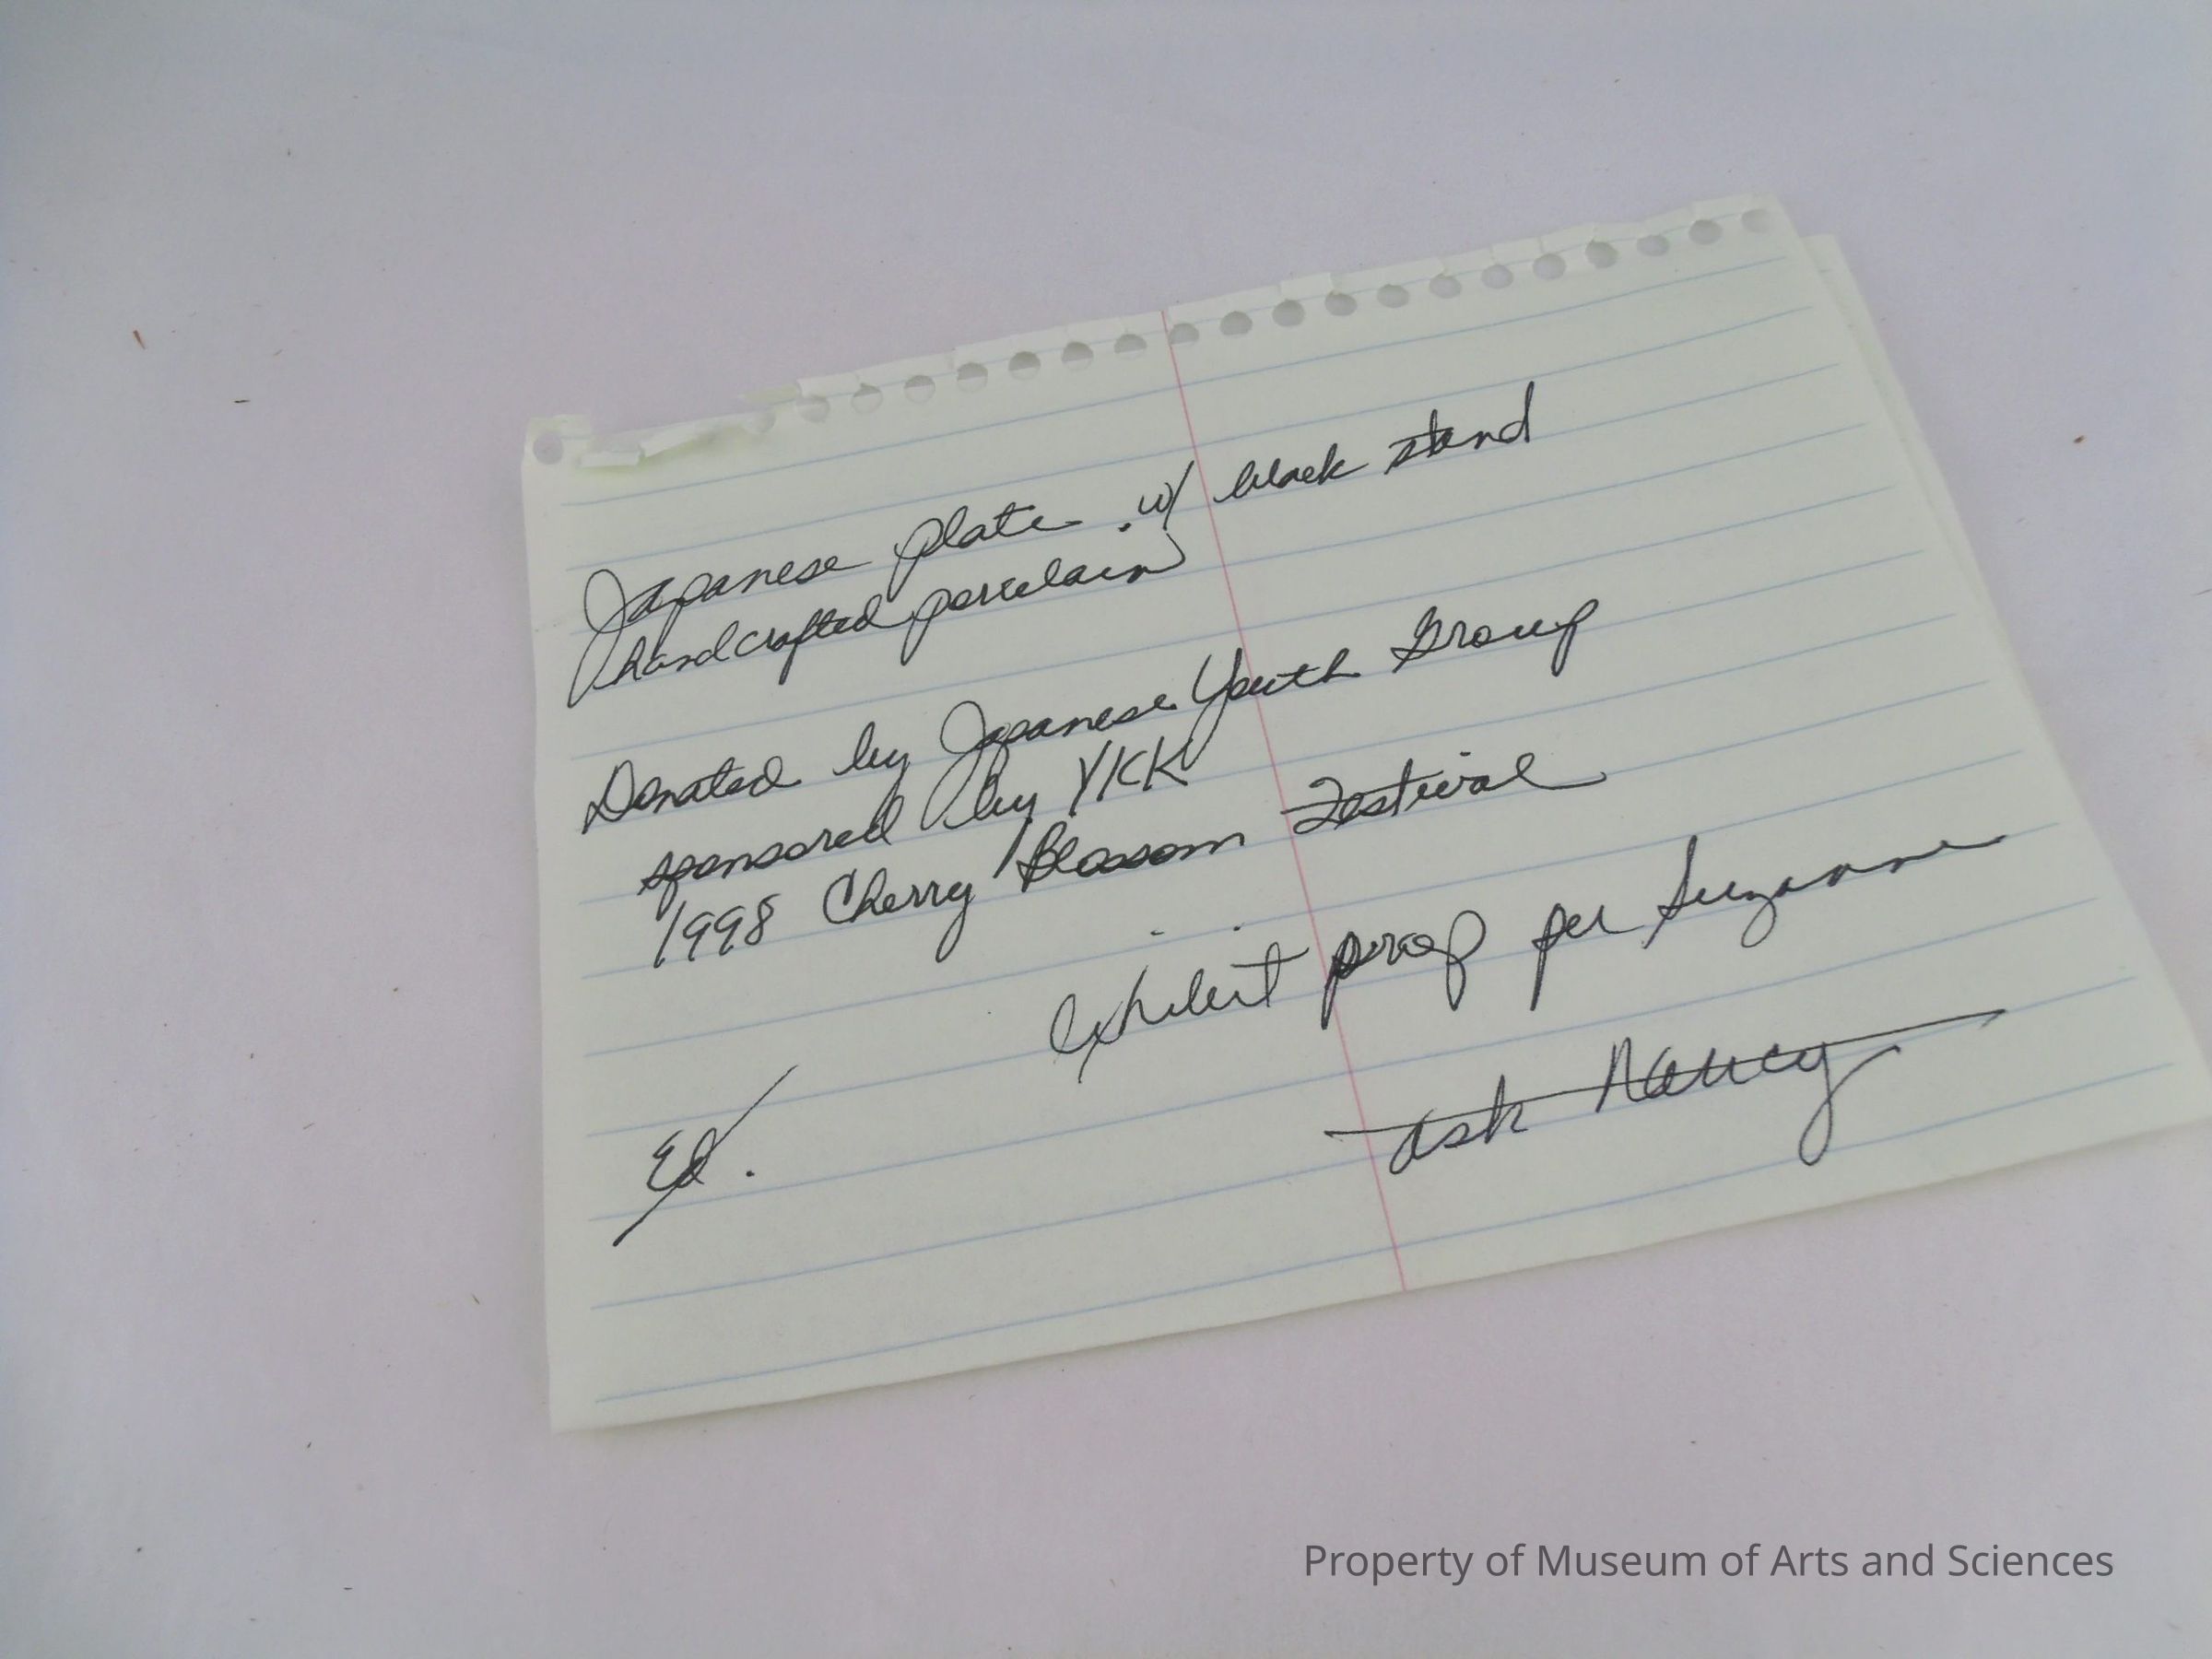 Japanese plate w/ black stand
handcrafted porcelain
Donated by Japanese Youth Group
sponsored by YKK
1998 Cherry Blossom Festival
exhibit prop per Suzanne
Ed.
ask Nancy
Property of Museum of Arts and Sciences